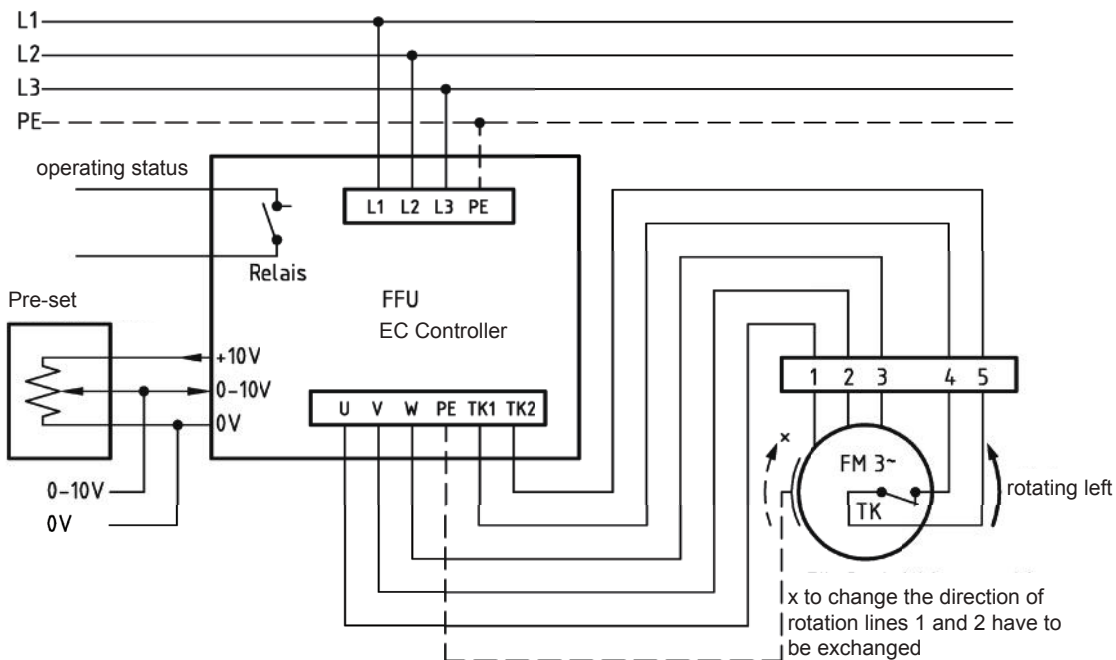 L1
L2
L3
PE
operating status
L1 L2 L3 PE
Relais
Pre-set
FFU
EC Controller
+10V
0-10V
0V
U V W PE TK1 TK2
1 2 3 4 5
x
FM 3~
TK
rotating left
0-10V
0V
x to change the direction of
rotation lines 1 and 2 have to
be exchanged